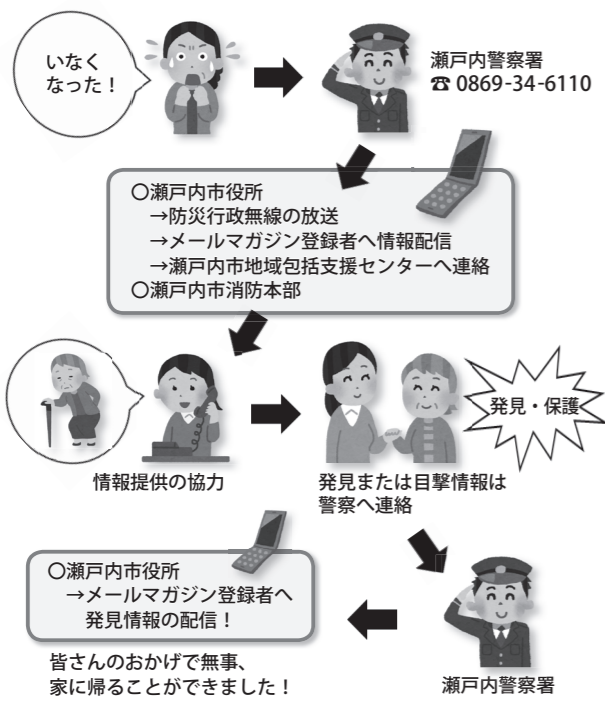 いなく
なった！
瀬戸内警察署
☎ 0869-34-6110
○瀬戸内市役所
→防災行政無線の放送
→メールマガジン登録者へ情報配信
→瀬戸内市地域包括支援センターへ連絡
○瀬戸内市消防本部
情報提供の協力
発見・保護
発見または目撃情報は
警察へ連絡
○瀬戸内市役所
→メールマガジン登録者へ
発見情報の配信！
皆さんのおかげで無事、
家に帰ることができました！
瀬戸内警察署